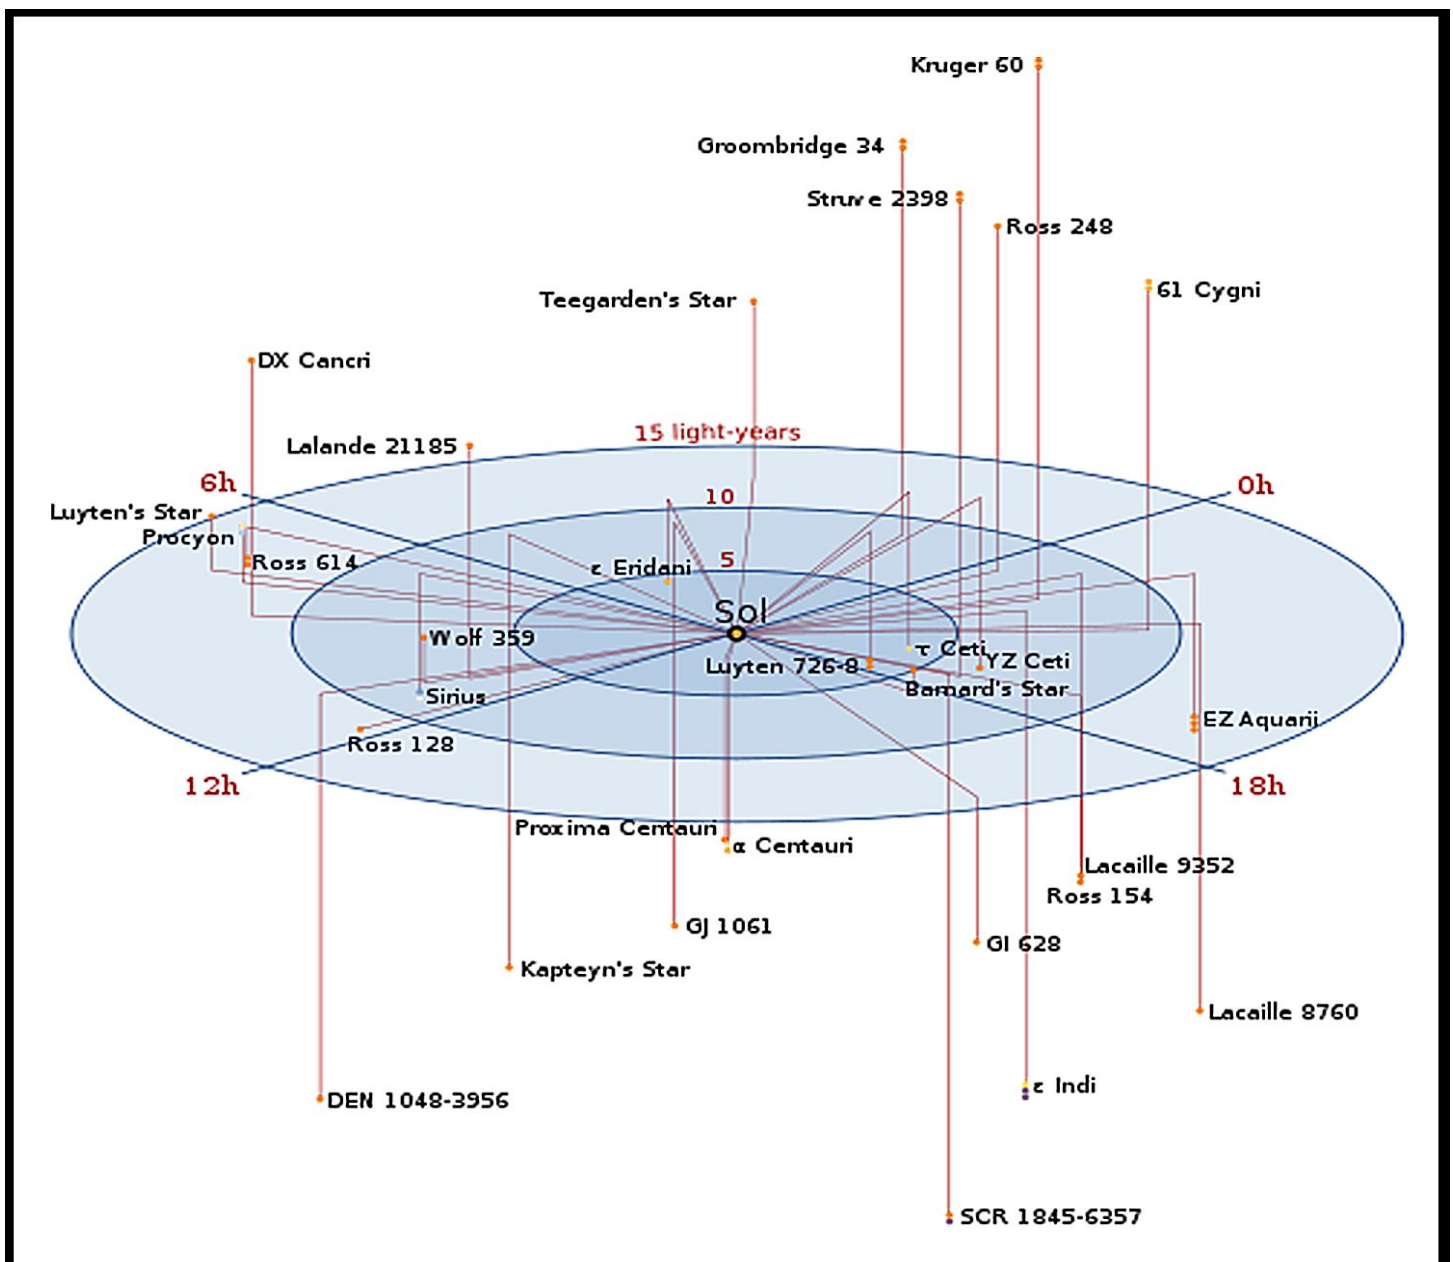 Kruger 60
Groombridge 34
Struve 2398
Ross 248
61 Cygni
Teegarden's Star
DX Cancri
15 light-years
Lalande 21185
6h
0h
10
Luyten's Star
Procyon
Ross 614
5
ε Eridani
Sol
Wolf 359
τ Ceti
YZ Ceti
Luyten 726-8
Barnard's Star
Sirius
EZ Aquarii
Ross 128
12h
18h
Proxima Centauri
α Centauri
Lacaille 9352
Ross 154
GJ 1061
Gl 628
Kapteyn's Star
Lacaille 8760
ε Indi
DEN 1048-3956
SCR 1845-6357